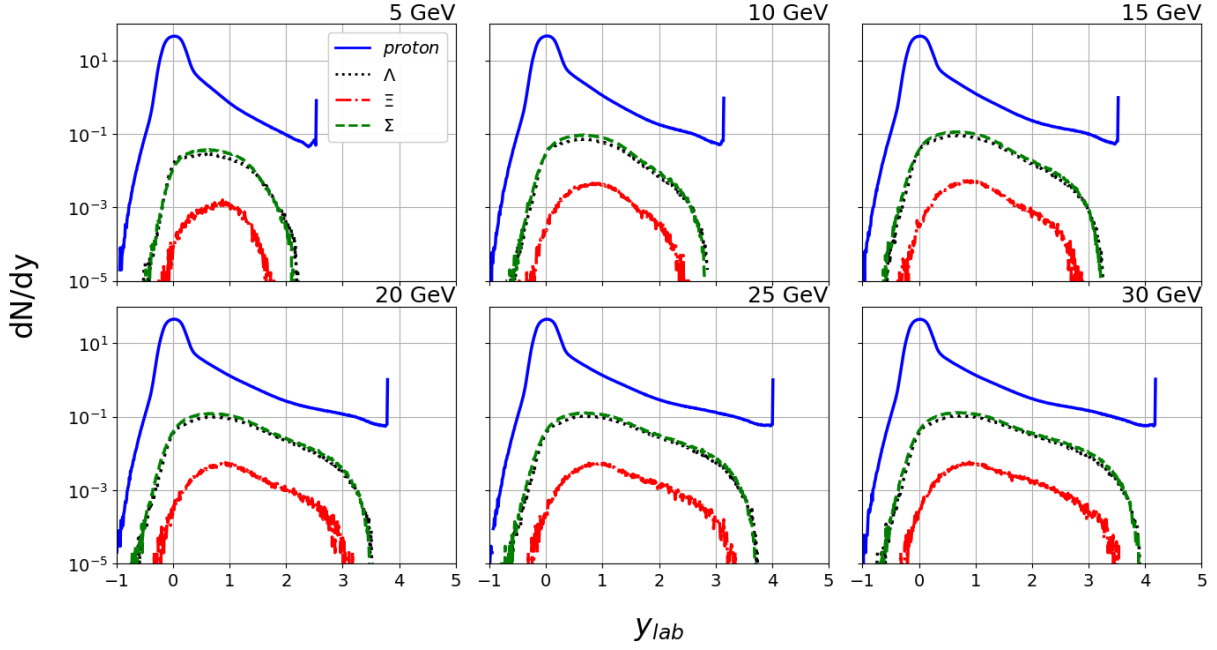 5 GeV 10 GeV 15 GeV
proton
Λ
Ξ
Σ
10¹
10⁻¹
10⁻³
10⁻⁵
dN/dy
20 GeV 25 GeV 30 GeV
10¹
10⁻¹
10⁻³
10⁻⁵
-1 0 1 2 3 4 5 -1 0 1 2 3 4 5 -1 0 1 2 3 4 5
y_lab